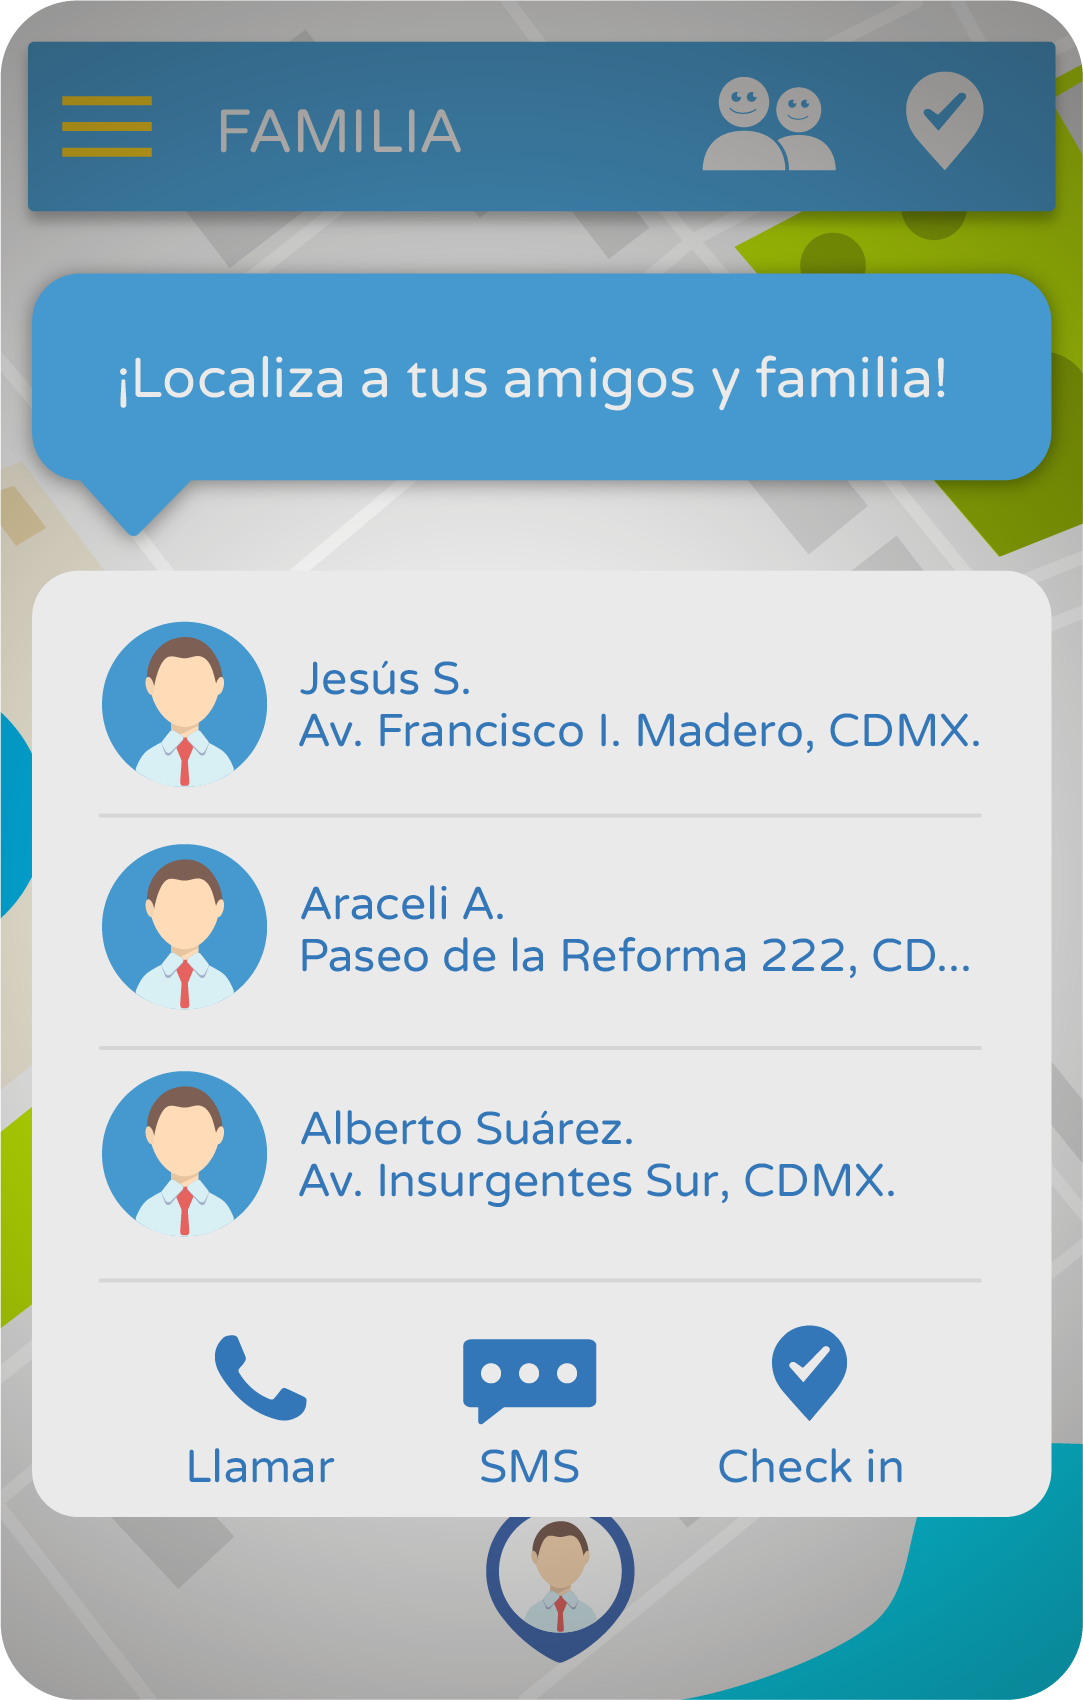 FAMILIA
¡Localiza a tus amigos y familia!
Jesús S.
Av. Francisco I. Madero, CDMX.
Araceli A.
Paseo de la Reforma 222, CD...
Alberto Suárez.
Av. Insurgentes Sur, CDMX.
Llamar
SMS
Check in